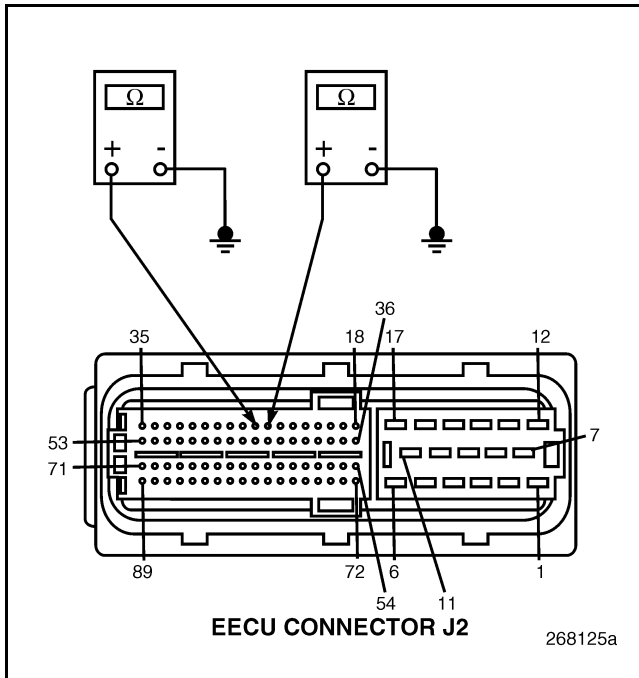 Ω Ω
+ - + -
36
35 18 17 12
53 7
71
89 72 6 1
54 11
EECU CONNECTOR J2
268125a